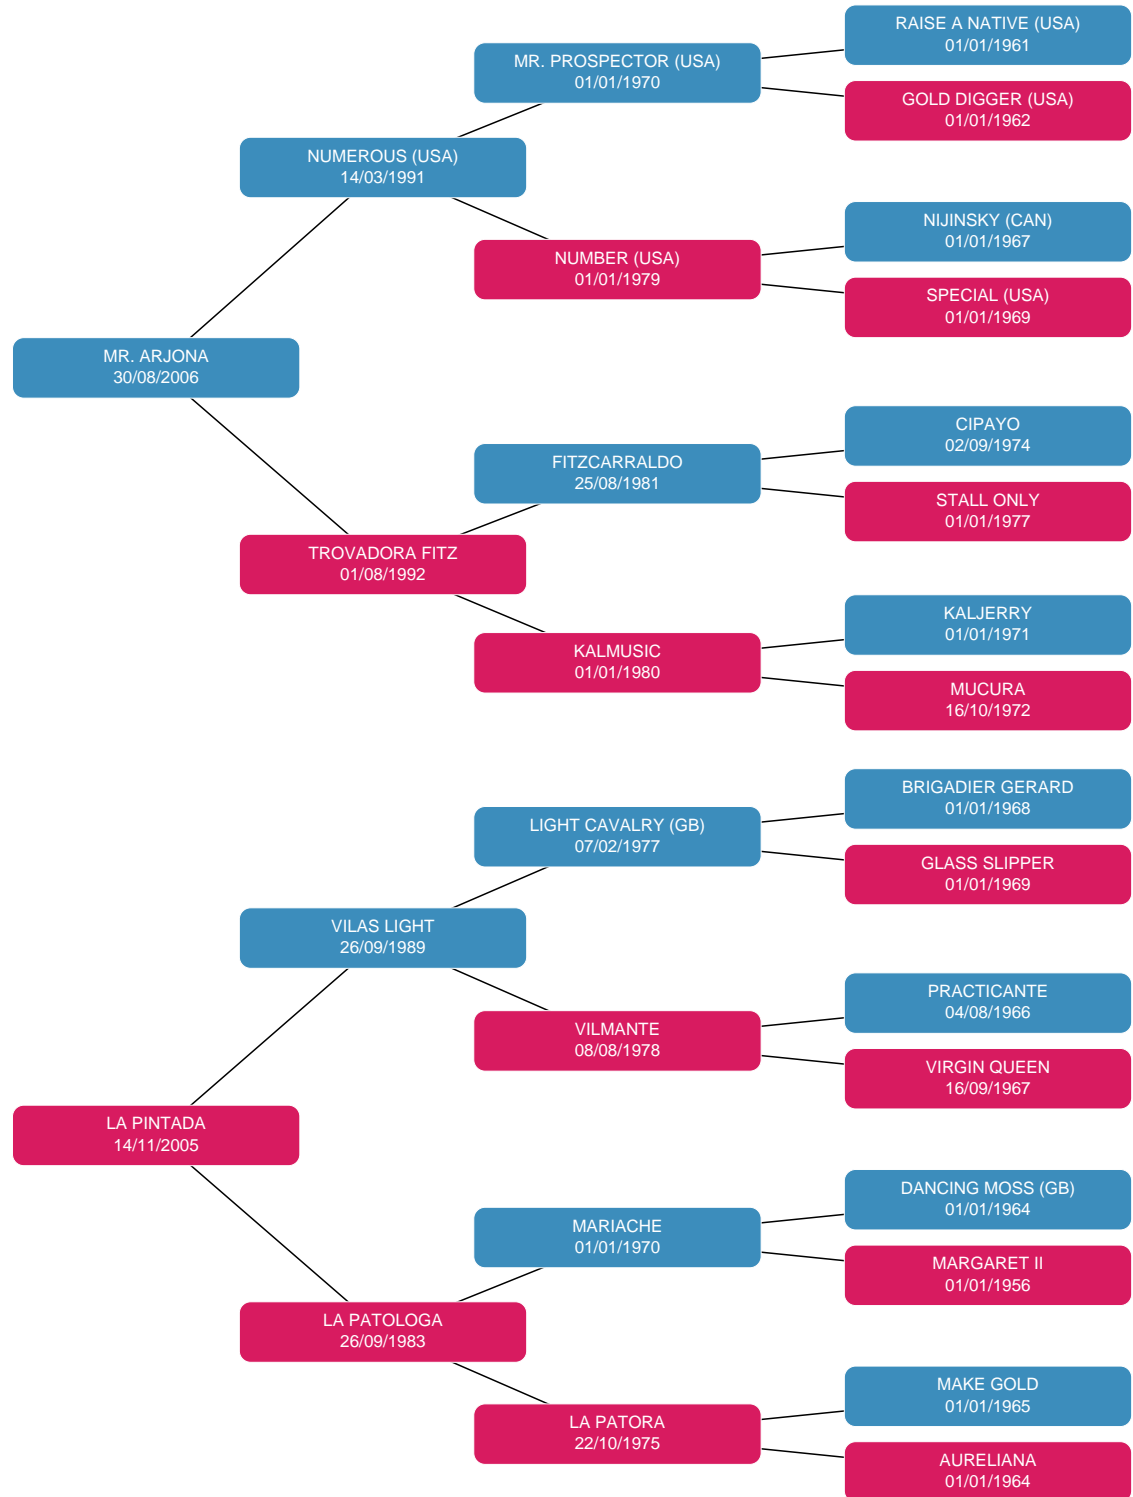 RAISE A NATIVE (USA)
01/01/1961
MR. PROSPECTOR (USA)
01/01/1970
GOLD DIGGER (USA)
01/01/1962
NUMEROUS (USA)
14/03/1991
NIJINSKY (CAN)
01/01/1967
NUMBER (USA)
01/01/1979
SPECIAL (USA)
01/01/1969
MR. ARJONA
30/08/2006
CIPAYO
02/09/1974
FITZCARRALDO
25/08/1981
STALL ONLY
01/01/1977
TROVADORA FITZ
01/08/1992
KALJERRY
01/01/1971
KALMUSIC
01/01/1980
MUCURA
16/10/1972
BRIGADIER GERARD
01/01/1968
LIGHT CAVALRY (GB)
07/02/1977
GLASS SLIPPER
01/01/1969
VILAS LIGHT
26/09/1989
PRACTICANTE
04/08/1966
VILMANTE
08/08/1978
VIRGIN QUEEN
16/09/1967
LA PINTADA
14/11/2005
DANCING MOSS (GB)
01/01/1964
MARIACHE
01/01/1970
MARGARET II
01/01/1956
LA PATOLOGA
26/09/1983
MAKE GOLD
01/01/1965
LA PATORA
22/10/1975
AURELIANA
01/01/1964